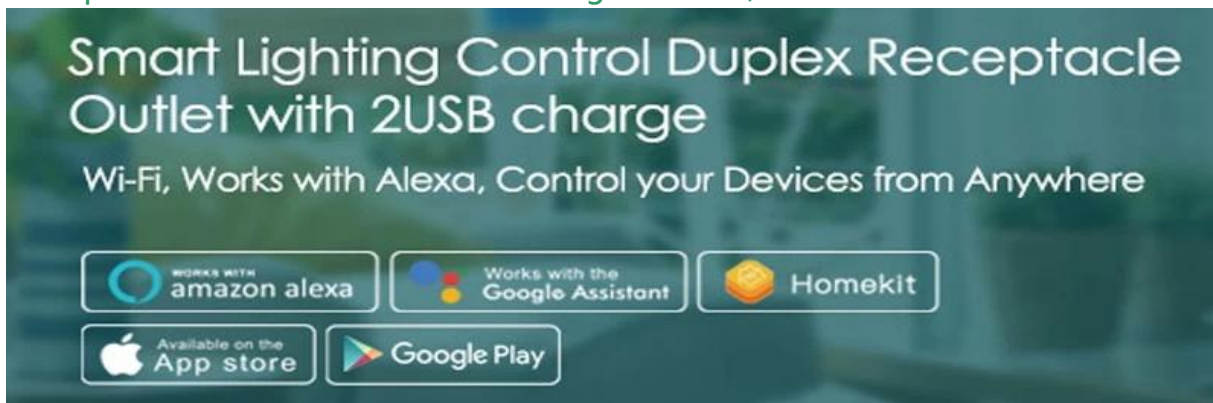 Smart Lighting Control Duplex Receptacle
Outlet with 2USB charge
Wi-Fi, Works with Alexa, Control your Devices from Anywhere
WORKS WITH
amazon alexa
Works with the
Google Assistant
Homekit
Available on the
App store
Google Play